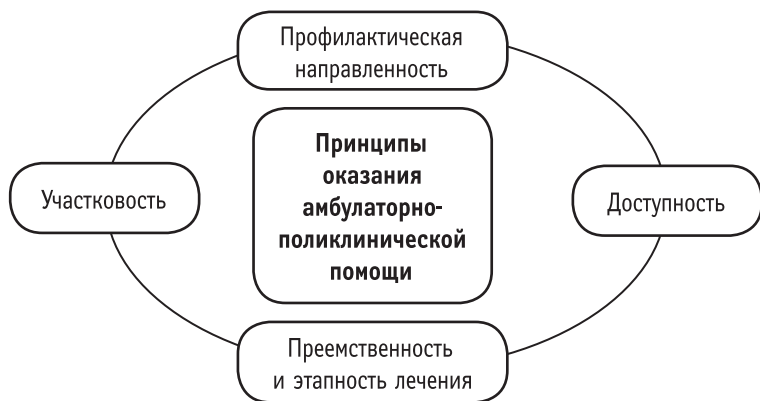 Профилактическая
направленность
Принципы
оказания
амбулаторно-
поликлинической
помощи
Участковость
Доступность
Преемственность
и этапность лечения